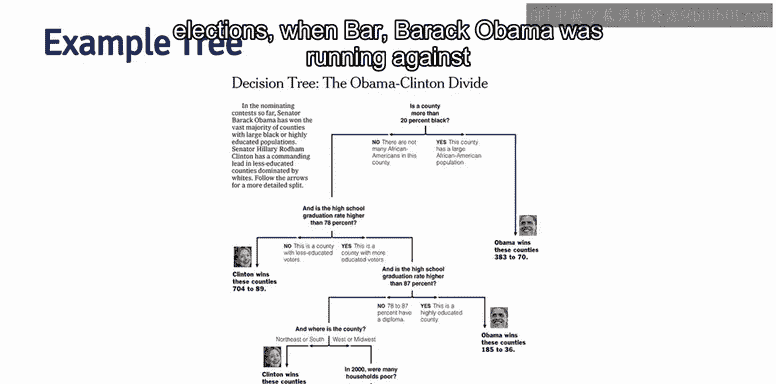 elections, when Bar, Barack Obama was
running against
Example Tree
Decision Tree: The Obama-Clinton Divide
In the nominating
contests so far, Senator
Barack Obama has won the
vast majority of counties
with large black or highly
educated populations.
Senator Hillary Rodham
Clinton has a commanding
lead in less-educated
counties dominated by
whites. Follow the arrows
for a more detailed split.
Is a county
more than
20 percent black?
NO There are not
many African-
Americans in this
county.
YES This county
has a large
African-American
population.
And is the high school
graduation rate higher
than 78 percent?
Obama wins
these counties
383 to 70.
NO This is a county
with less-educated
voters
YES This is a
county with more
educated voters
Clinton wins
these counties
704 to 89.
And is the high school
graduation rate higher
than 87 percent?
NO 78 to 87
percent have
a diploma.
YES This is a
highly educated
county.
Obama wins
these counties
185 to 36.
And where is the county?
Northeast or South
West or Midwest
Clinton wins
these counties
In 2000, were many
households poor?